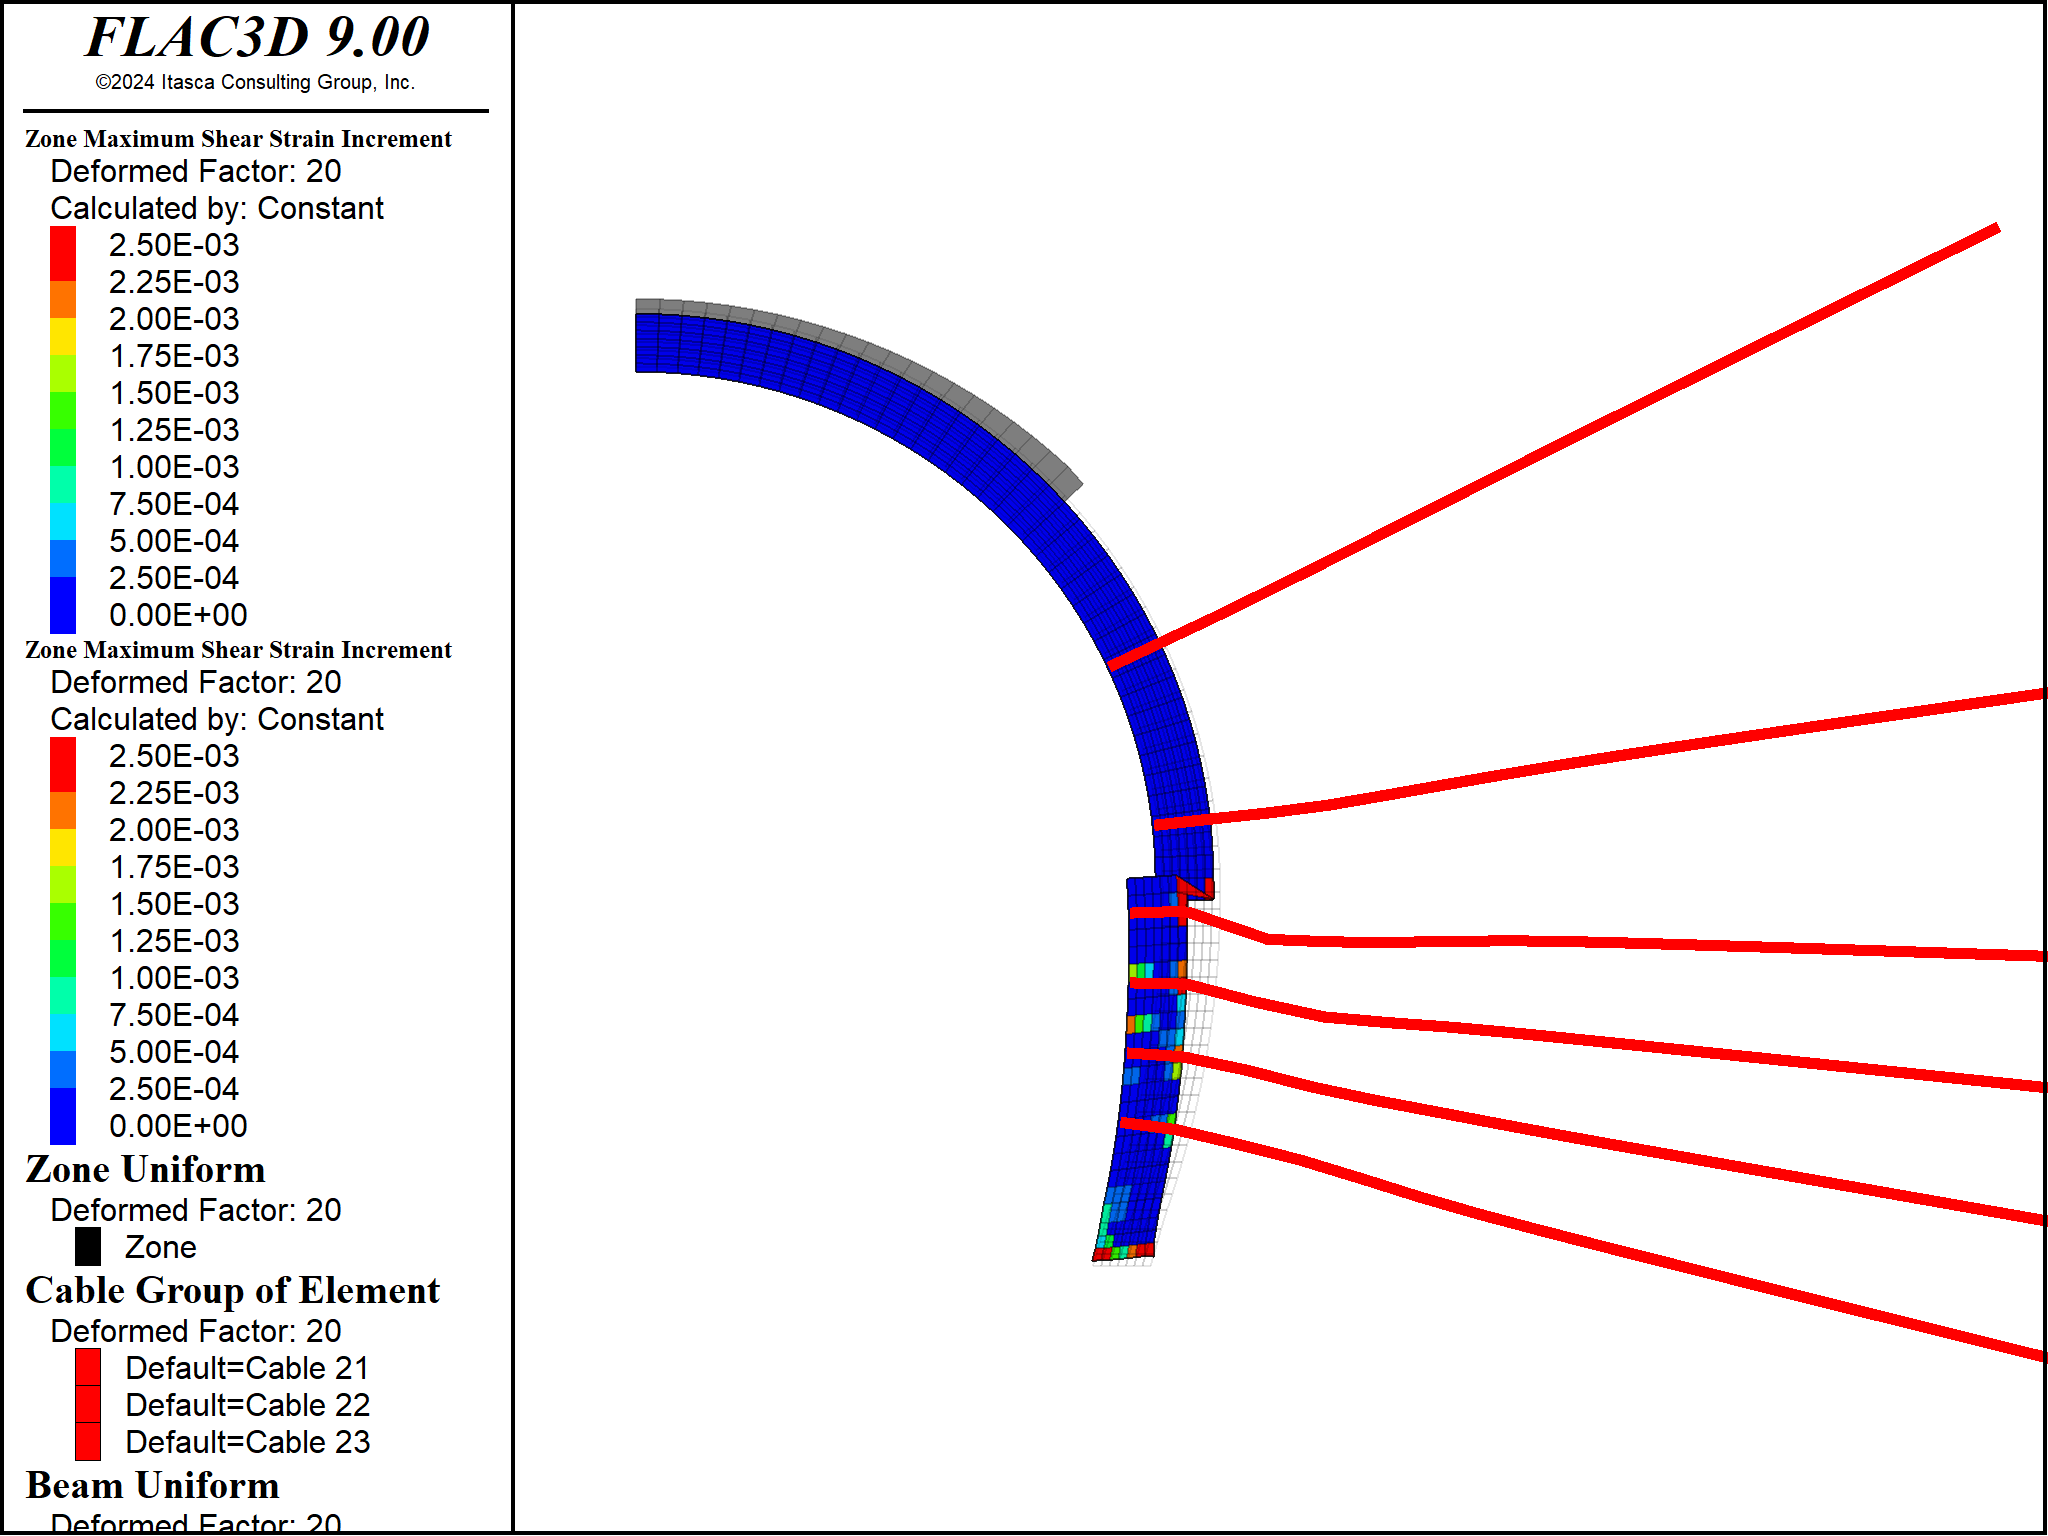 FLAC3D 9.00
©2024 Itasca Consulting Group, Inc.
Zone Maximum Shear Strain Increment
Deformed Factor: 20
Calculated by: Constant
2.50E-03
2.25E-03
2.00E-03
1.75E-03
1.50E-03
1.25E-03
1.00E-03
7.50E-04
5.00E-04
2.50E-04
0.00E+00
Zone Maximum Shear Strain Increment
Deformed Factor: 20
Calculated by: Constant
2.50E-03
2.25E-03
2.00E-03
1.75E-03
1.50E-03
1.25E-03
1.00E-03
7.50E-04
5.00E-04
2.50E-04
0.00E+00
Zone Uniform
Deformed Factor: 20
Zone
Cable Group of Element
Deformed Factor: 20
Default=Cable 21
Default=Cable 22
Default=Cable 23
Beam Uniform
Deformed Factor: 20